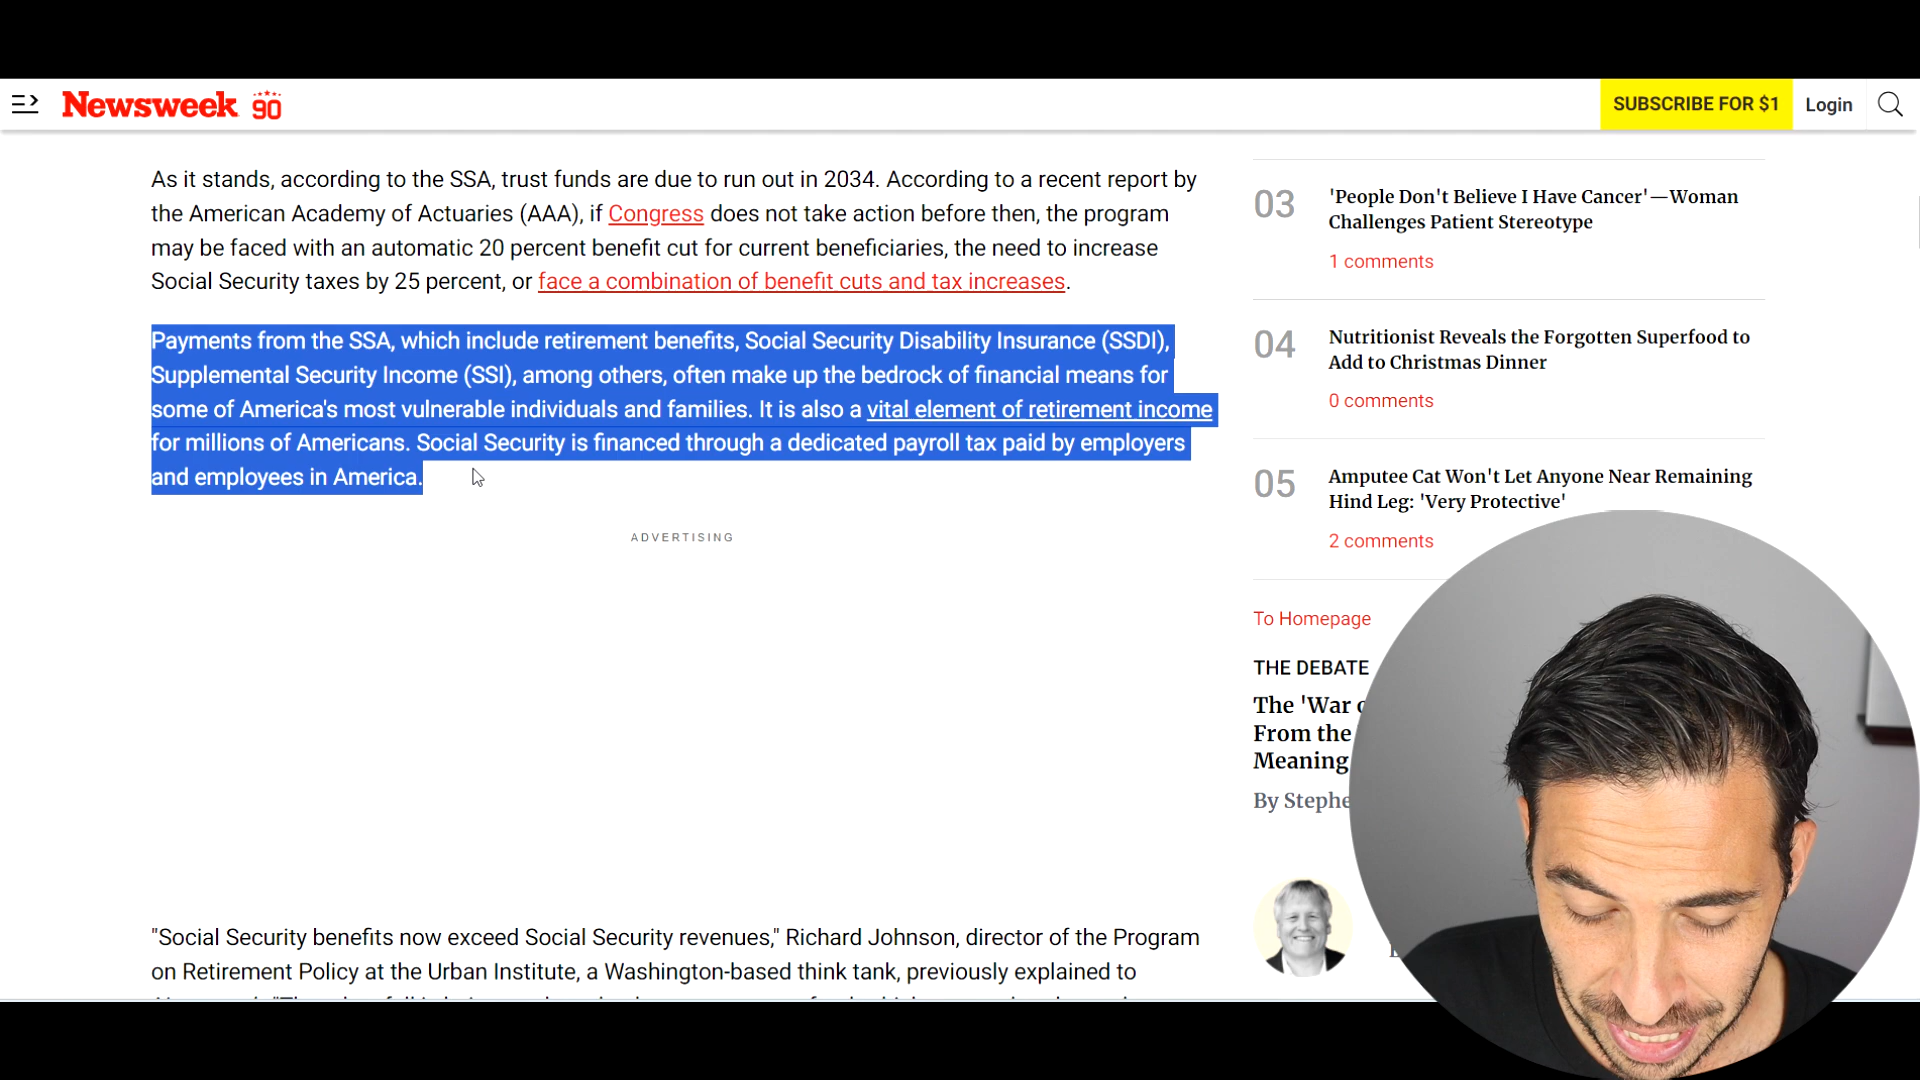 Newsweek 90
SUBSCRIBE FOR $1
Login
As it stands, according to the SSA, trust funds are due to run out in 2034. According to a recent report by
the American Academy of Actuaries (AAA), if Congress does not take action before then, the program
may be faced with an automatic 20 percent benefit cut for current beneficiaries, the need to increase
Social Security taxes by 25 percent, or face a combination of benefit cuts and tax increases.
Payments from the SSA, which include retirement benefits, Social Security Disability Insurance (SSDI),
Supplemental Security Income (SSI), among others, often make up the bedrock of financial means for
some of America's most vulnerable individuals and families. It is also a vital element of retirement income
for millions of Americans. Social Security is financed through a dedicated payroll tax paid by employers
and employees in America.
ADVERTISING
"Social Security benefits now exceed Social Security revenues," Richard Johnson, director of the Program
on Retirement Policy at the Urban Institute, a Washington-based think tank, previously explained to
03
'People Don't Believe I Have Cancer'—Woman
Challenges Patient Stereotype
1 comments
04
Nutritionist Reveals the Forgotten Superfood to
Add to Christmas Dinner
0 comments
05
Amputee Cat Won't Let Anyone Near Remaining
Hind Leg: 'Very Protective'
2 comments
To Homepage
THE DEBATE
The 'War
From the
Meaning
By